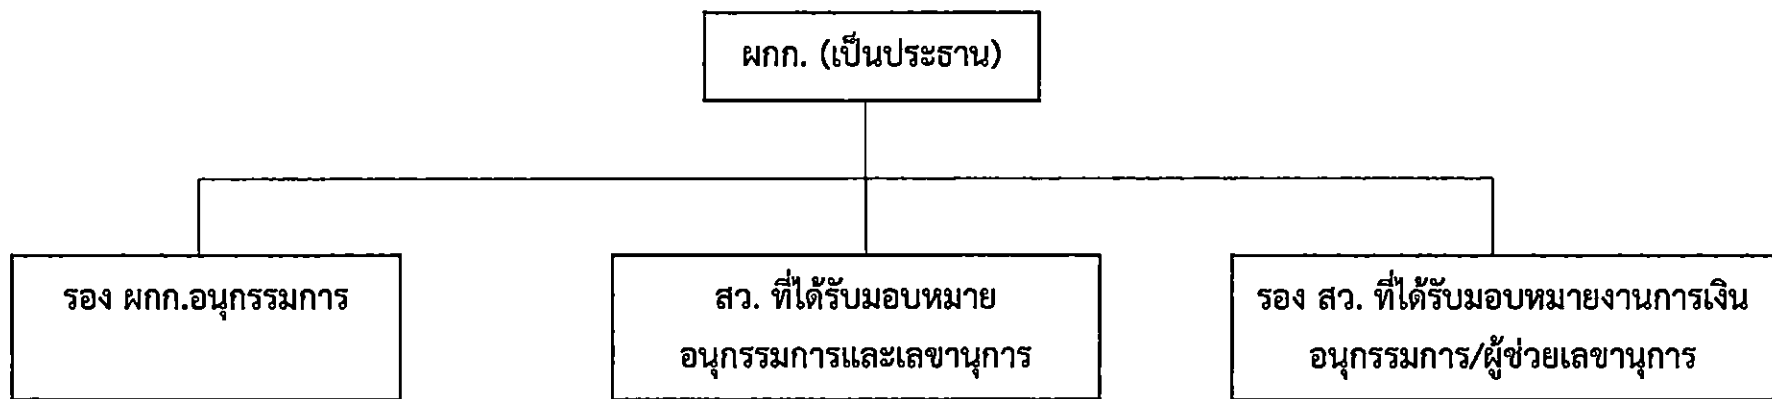 ผกก. (เป็นประธาน)
รอง ผกก.อนุกรรมการ
สว. ที่ได้รับมอบหมาย
อนุกรรมการและเลขานุการ
รอง สว. ที่ได้รับมอบหมายงานการเงิน
อนุกรรมการ/ผู้ช่วยเลขานุการ